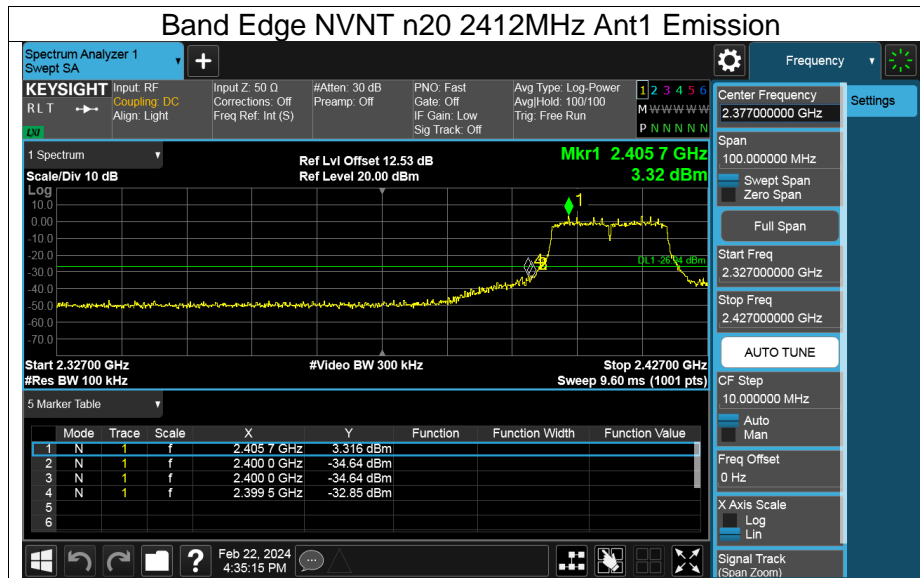 Band Edge NVNT n20 2412MHz Ant1 Emission
Spectrum Analyzer 1
Swept SA
Frequency
KEYSIGHT
R L T
LXI
Input: RF
Coupling: DC
Align: Light
Input Z: 50 Ω
Corrections: Off
Freq Ref: Int (S)
#Atten: 30 dB
Preamp: Off
PNO: Fast
Gate: Off
IF Gain: Low
Sig Track: Off
Avg Type: Log-Power
Avg|Hold: 100/100
Trig: Free Run
1 2 3 4 5 6
M W W W W W
P N N N N N
1 Spectrum
Scale/Div 10 dB
Ref Lvl Offset 12.53 dB
Ref Level 20.00 dBm
Mkr1 2.405 7 GHz
3.32 dBm
Log
10.0
0.00
-10.0
-20.0
-30.0
-40.0
-50.0
-60.0
-70.0
1
DL1 -26.94 dBm
Start 2.32700 GHz
#Res BW 100 kHz
#Video BW 300 kHz
Stop 2.42700 GHz
Sweep 9.60 ms (1001 pts)
5 Marker Table
Mode Trace Scale X Y Function Function Width Function Value
1 N 1 f 2.405 7 GHz 3.316 dBm
2 N 1 f 2.400 0 GHz -34.64 dBm
3 N 1 f 2.400 0 GHz -34.64 dBm
4 N 1 f 2.399 5 GHz -32.85 dBm
5
6
Feb 22, 2024
4:35:15 PM
Center Frequency
2.377000000 GHz
Settings
Span
100.000000 MHz
Swept Span
Zero Span
Full Span
Start Freq
2.327000000 GHz
Stop Freq
2.427000000 GHz
AUTO TUNE
CF Step
10.000000 MHz
Auto
Man
Freq Offset
0 Hz
X Axis Scale
Log
Lin
Signal Track
(Span Zoom)